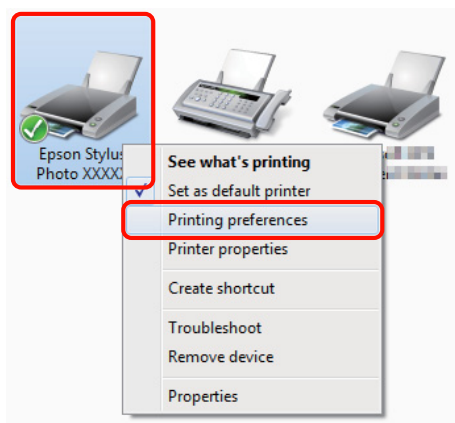 Epson Stylus
Photo XXXXX
See what's printing
Set as default printer
Printing preferences
Printer properties
Create shortcut
Troubleshoot
Remove device
Properties